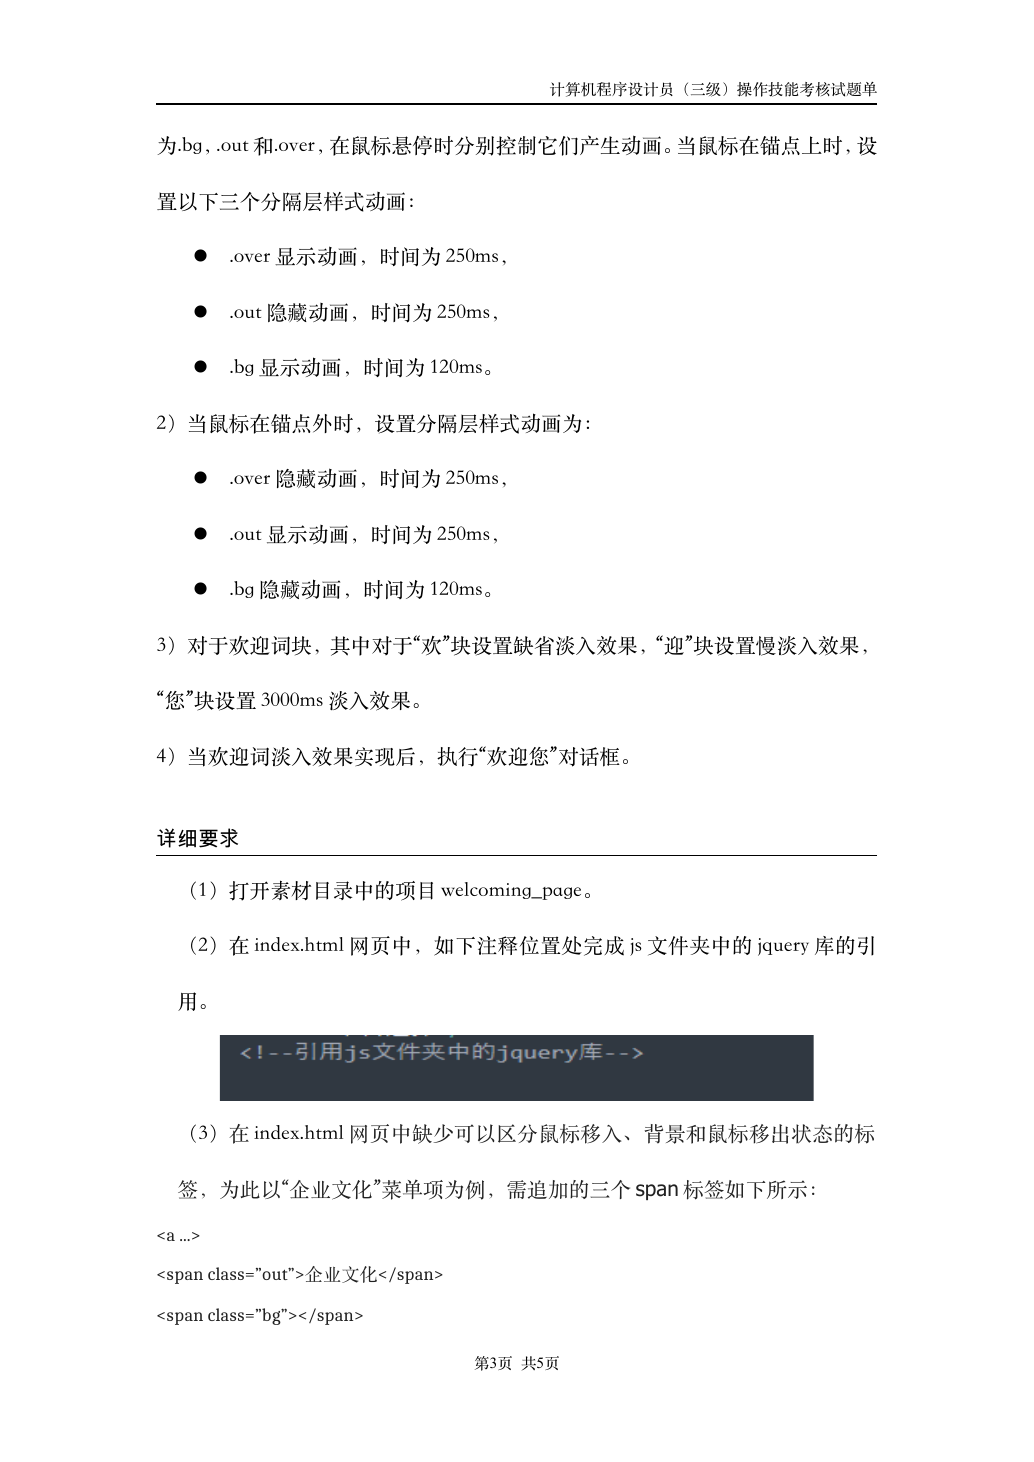 计算机程序设计员（三级）操作技能考核试题单
为.bg，.out 和.over，在鼠标悬停时分别控制它们产生动画。当鼠标在锚点上时，设
置以下三个分隔层样式动画：
● .over 显示动画，时间为 250ms，
● .out 隐藏动画，时间为 250ms，
● .bg 显示动画，时间为 120ms。
2）当鼠标在锚点外时，设置分隔层样式动画为：
● .over 隐藏动画，时间为 250ms，
● .out 显示动画，时间为 250ms，
● .bg 隐藏动画，时间为 120ms。
3）对于欢迎词块，其中对于“欢”块设置缺省淡入效果，“迎”块设置慢淡入效果，
“您”块设置 3000ms 淡入效果。
4）当欢迎词淡入效果实现后，执行“欢迎您”对话框。
详细要求
（1）打开素材目录中的项目 welcoming_page。
（2）在 index.html 网页中，如下注释位置处完成 js 文件夹中的 jquery 库的引
用。
<!--引用js文件夹中的jquery库-->
（3）在 index.html 网页中缺少可以区分鼠标移入、背景和鼠标移出状态的标
签，为此以“企业文化”菜单项为例，需追加的三个 span 标签如下所示：
<a ...>
<span class=”out”>企业文化</span>
<span class=”bg”></span>
第3页 共5页